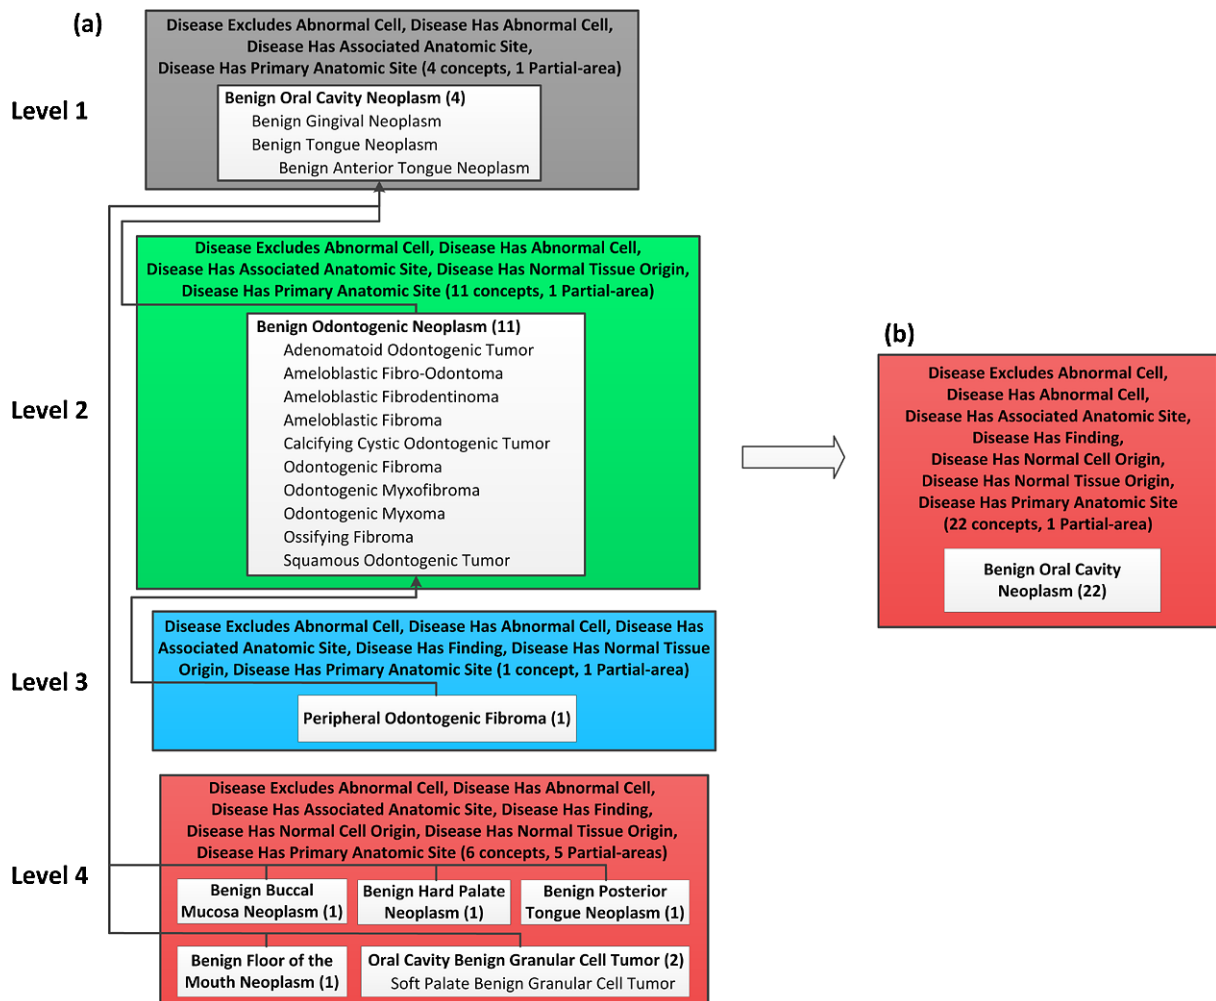 (a)
Disease Excludes Abnormal Cell, Disease Has Abnormal Cell,
Disease Has Associated Anatomic Site,
Disease Has Primary Anatomic Site (4 concepts, 1 Partial-area)
Level 1
Benign Oral Cavity Neoplasm (4)
Benign Gingival Neoplasm
Benign Tongue Neoplasm
Benign Anterior Tongue Neoplasm
Disease Excludes Abnormal Cell, Disease Has Abnormal Cell,
Disease Has Associated Anatomic Site, Disease Has Normal Tissue Origin,
Disease Has Primary Anatomic Site (11 concepts, 1 Partial-area)
Level 2
Benign Odontogenic Neoplasm (11)
Adenomatoid Odontogenic Tumor
Ameloblastic Fibro-Odontoma
Ameloblastic Fibrodentinoma
Ameloblastic Fibroma
Calcifying Cystic Odontogenic Tumor
Odontogenic Fibroma
Odontogenic Myxofibroma
Odontogenic Myxoma
Ossifying Fibroma
Squamous Odontogenic Tumor
Disease Excludes Abnormal Cell, Disease Has Abnormal Cell, Disease Has
Associated Anatomic Site, Disease Has Finding, Disease Has Normal Tissue
Origin, Disease Has Primary Anatomic Site (1 concept, 1 Partial-area)
Level 3
Peripheral Odontogenic Fibroma (1)
Disease Excludes Abnormal Cell, Disease Has Abnormal Cell,
Disease Has Associated Anatomic Site, Disease Has Finding,
Disease Has Normal Cell Origin, Disease Has Normal Tissue Origin,
Disease Has Primary Anatomic Site (6 concepts, 5 Partial-areas)
Level 4
Benign Buccal
Mucosa Neoplasm (1)
Benign Hard Palate
Neoplasm (1)
Benign Posterior
Tongue Neoplasm (1)
Benign Floor of the
Mouth Neoplasm (1)
Oral Cavity Benign Granular Cell Tumor (2)
Soft Palate Benign Granular Cell Tumor
(b)
Disease Excludes Abnormal Cell,
Disease Has Abnormal Cell,
Disease Has Associated Anatomic Site,
Disease Has Finding,
Disease Has Normal Cell Origin,
Disease Has Normal Tissue Origin,
Disease Has Primary Anatomic Site
(22 concepts, 1 Partial-area)
Benign Oral Cavity
Neoplasm (22)